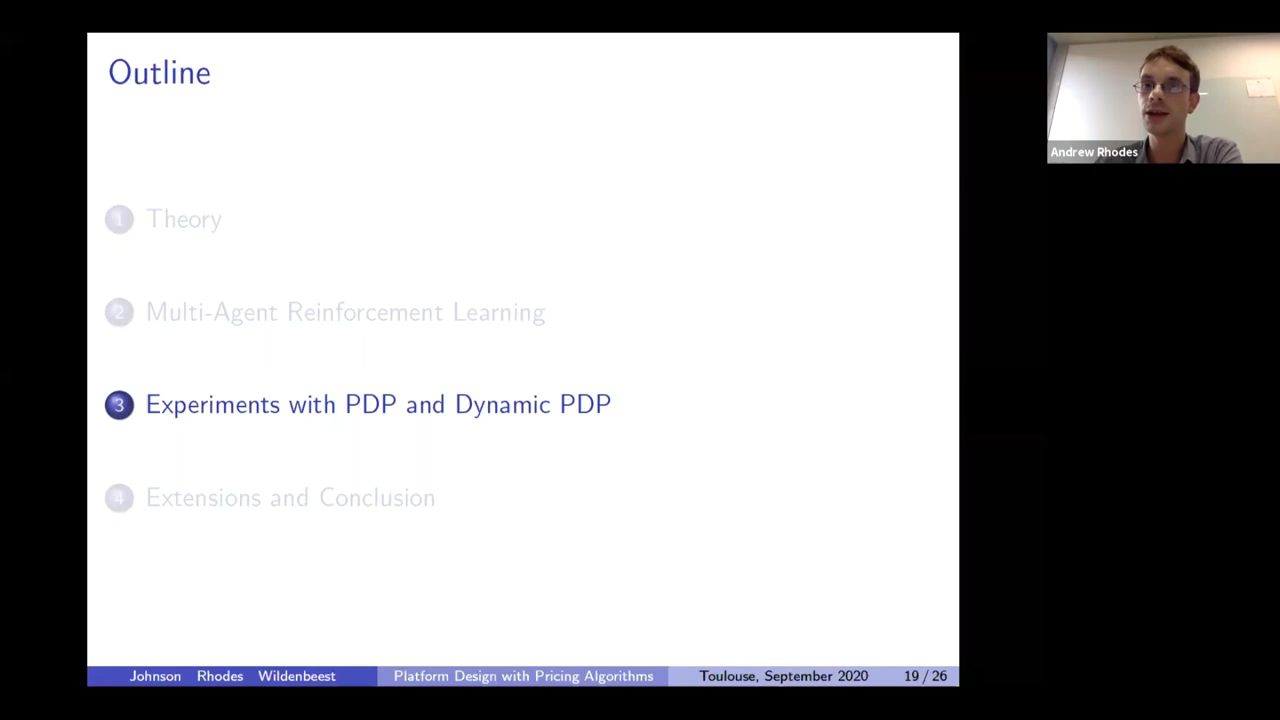 Outline
1 Theory
2 Multi-Agent Reinforcement Learning
3 Experiments with PDP and Dynamic PDP
4 Extensions and Conclusion
Johnson Rhodes Wildenbeest Platform Design with Pricing Algorithms Toulouse, September 2020 19 / 26
Andrew Rhodes